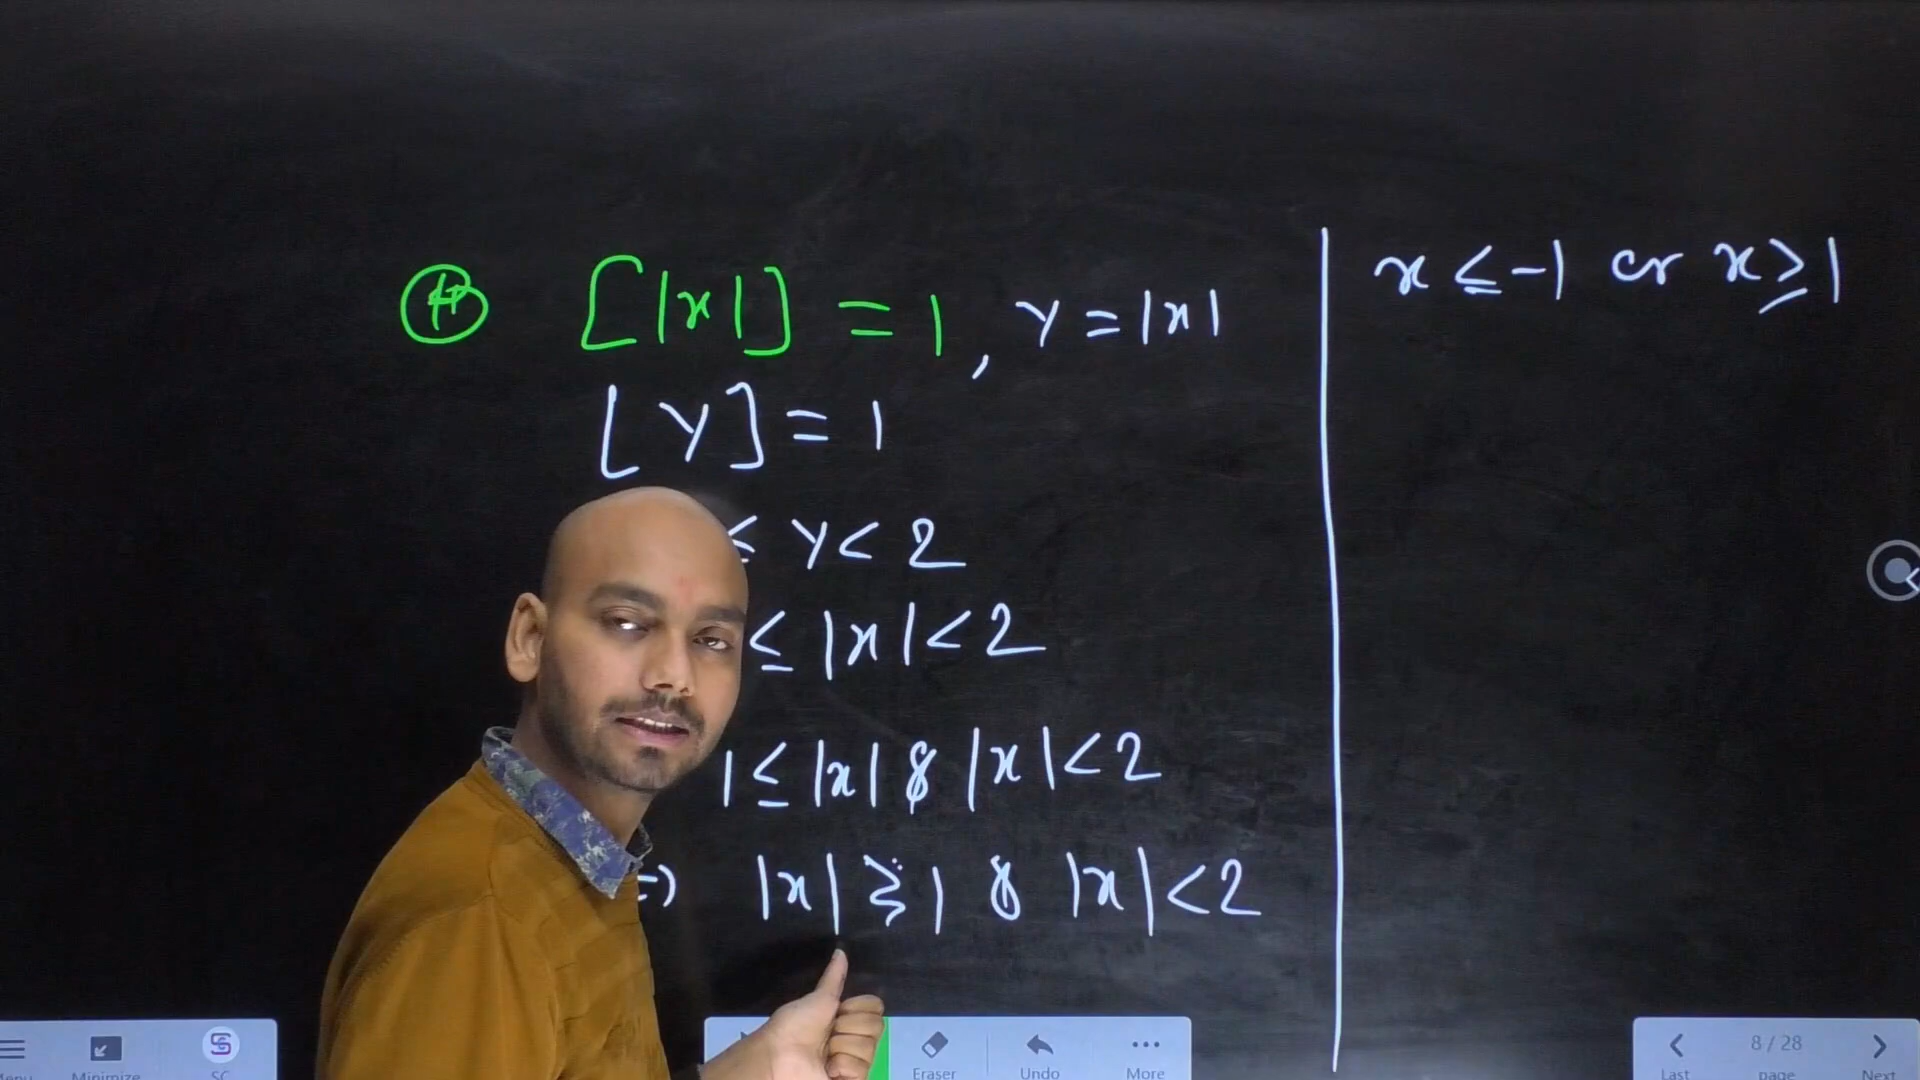 [|x|] = 1, y = |x|
[y] = 1
≤ y < 2
≤ |x| < 2
1 ≤ |x| & |x| < 2
⇒ |x| ≥ 1 & |x| < 2
x ≤ -1 or x ≥ 1
Menu Minimize
Eraser Undo More
8 / 28
Last page Next